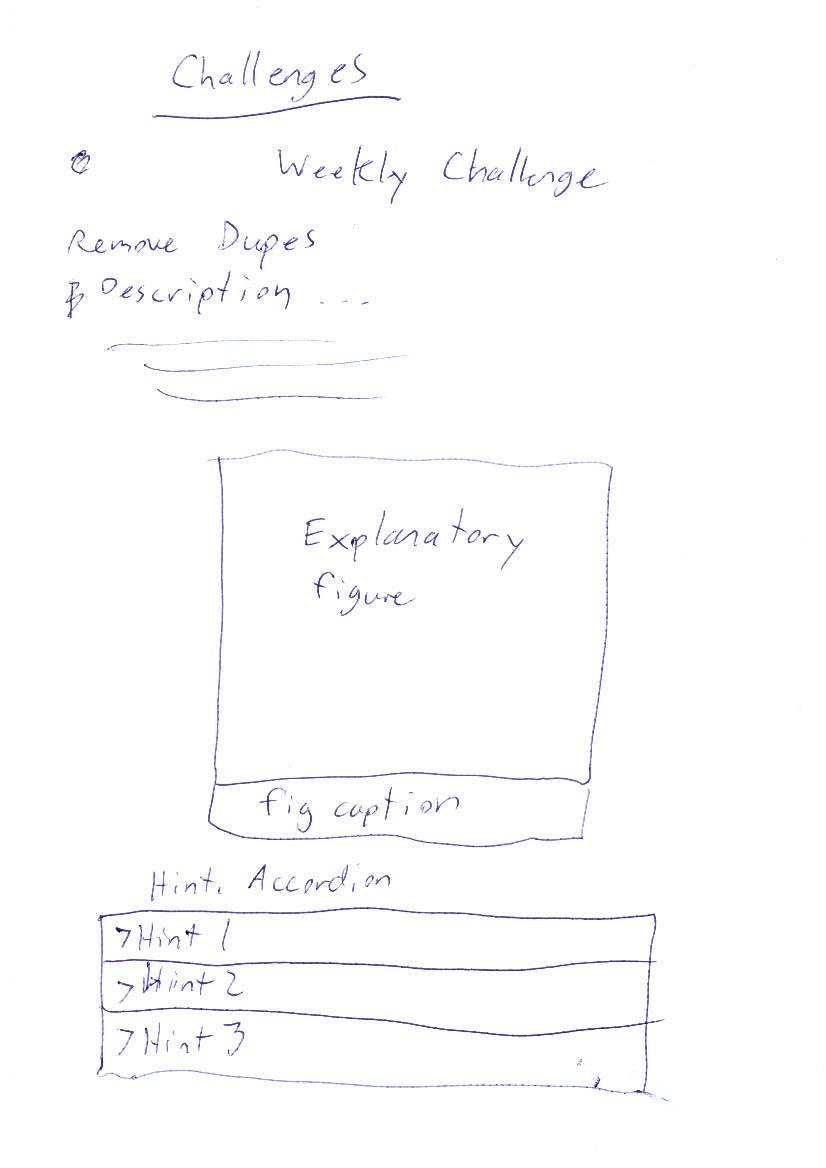 Challenges
Weekly Challenge
Remove Dupes
Description ...
Explanatory
figure
fig caption
Hint. Accordion
>Hint 1
>Hint 2
>Hint 3